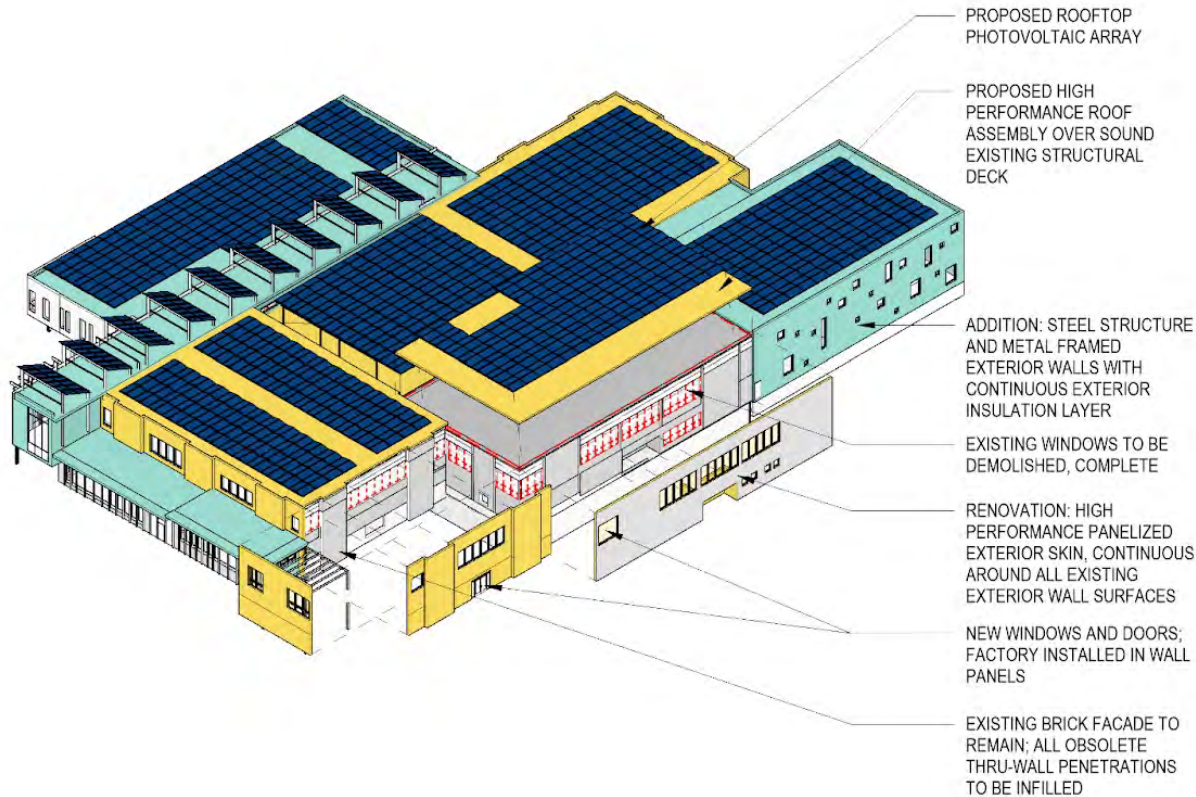 PROPOSED ROOFTOP
PHOTOVOLTAIC ARRAY
PROPOSED HIGH
PERFORMANCE ROOF
ASSEMBLY OVER SOUND
EXISTING STRUCTURAL
DECK
ADDITION: STEEL STRUCTURE
AND METAL FRAMED
EXTERIOR WALLS WITH
CONTINUOUS EXTERIOR
INSULATION LAYER
EXISTING WINDOWS TO BE
DEMOLISHED, COMPLETE
RENOVATION: HIGH
PERFORMANCE PANELIZED
EXTERIOR SKIN, CONTINUOUS
AROUND ALL EXISTING
EXTERIOR WALL SURFACES
NEW WINDOWS AND DOORS;
FACTORY INSTALLED IN WALL
PANELS
EXISTING BRICK FACADE TO
REMAIN; ALL OBSOLETE
THRU-WALL PENETRATIONS
TO BE INFILLED